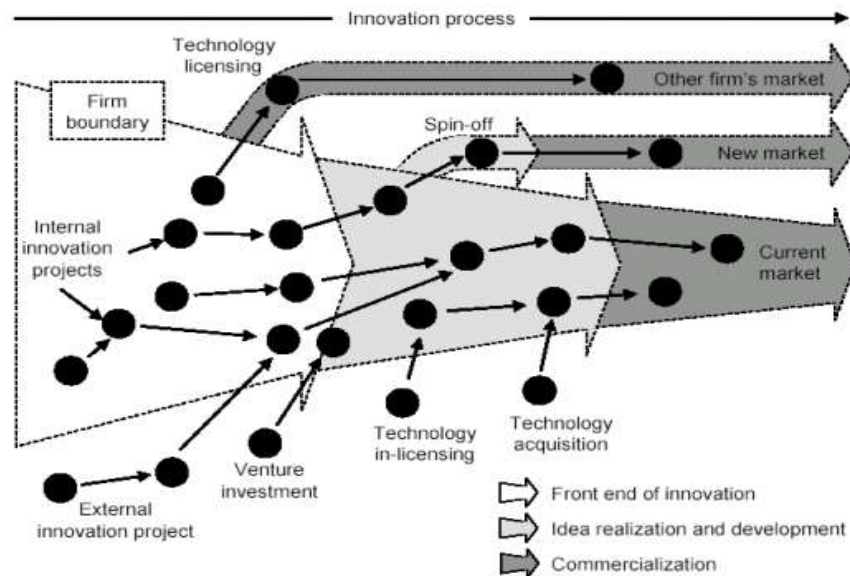 Innovation process
Technology
licensing
Other firm's market
Firm
boundary
Spin-off
New market
Internal
innovation
projects
Current
market
Technology
in-licensing
Technology
acquisition
Venture
investment
External
innovation project
Front end of innovation
Idea realization and development
Commercialization